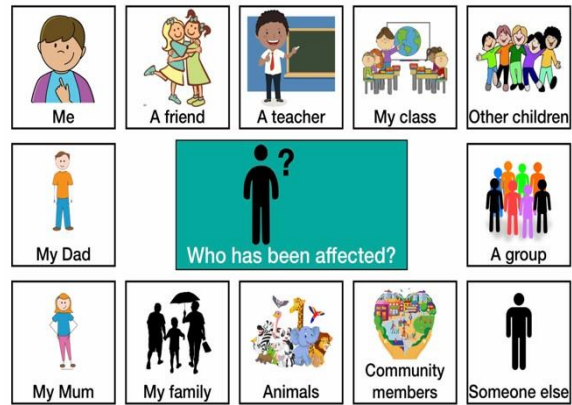 Me
A friend
A teacher
My class
Other children
My Dad
?
Who has been affected?
A group
My Mum
My family
Animals
Community
members
Someone else